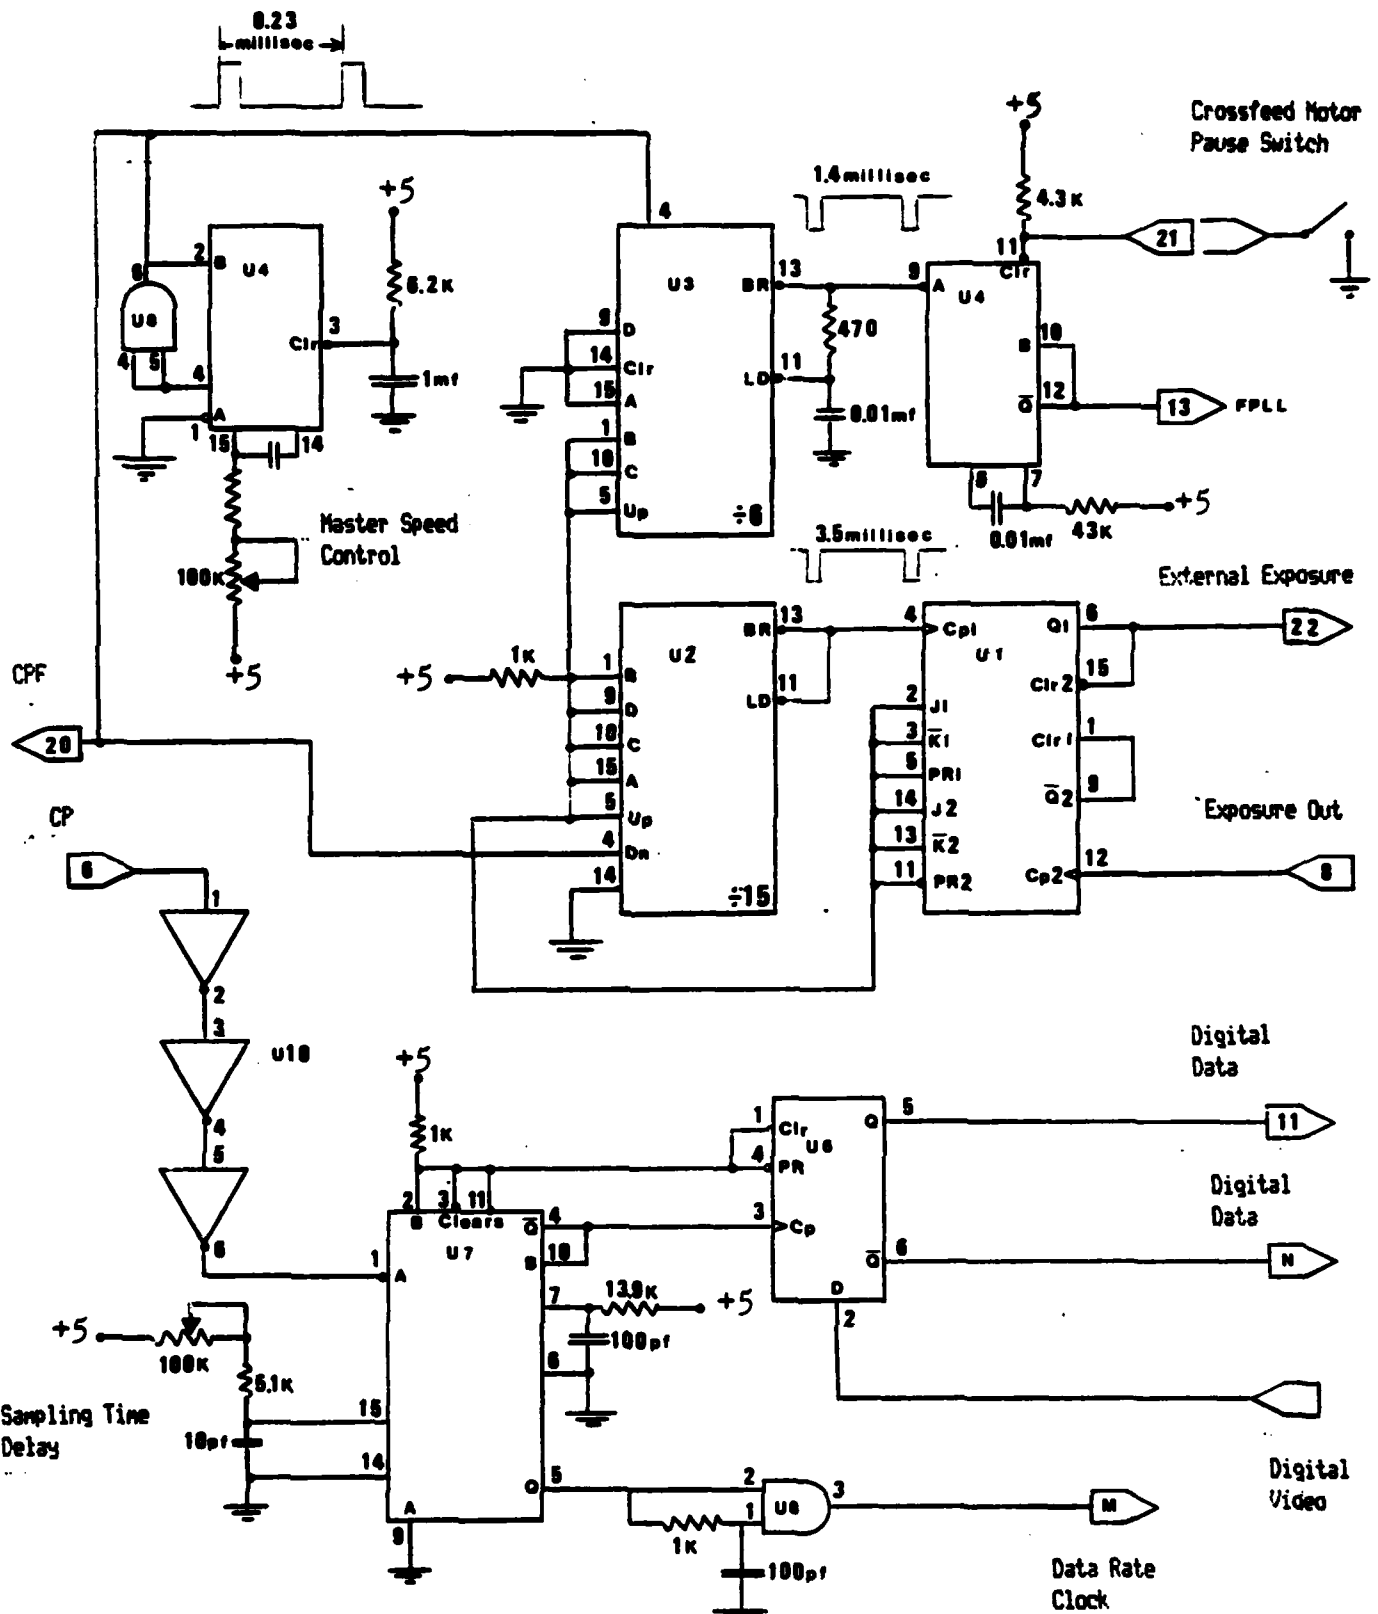 0.23
millisec
+5
Crossfeed Motor
Pause Switch
1.4millisec
4.3K
+5
4
2 B
U4
6
U8
6.2K
3
Clr
4 5
4
1mf
A
1
15
14
Master Speed
Control
100K
+5
U3
BR 13
9 D
14 Clr
15 A
1 B
10 C
5 Up
LD 11
÷6
470
0.01mf
11
Clr
9 A
U4
21
B 10
Q 12
13
FPLL
6
7
0.01mf
43K
+5
3.5millisec
External Exposure
CPF
20
+5
1K
U2
BR 13
LD 11
1 B
9 D
10 C
15 A
5 Up
4 Dn
14
÷15
4 Cp1
U1
Q1 6
22
Clr2 15
2 J1
3 K1
5 PR1
14 J2
13 K2
11 PR2
Clr1 1
Q2 9
Cp2 12
Exposure Out
8
CP
6
1
2
3
U10
4
5
6
+5
1K
2
3
11
B
Clears
U7
Q 4
B 10
1 A
7
13.9K
+5
100pf
6
+5
100K
5.1K
Sampling Time
Delay
10pf
15
14
A
9
Q 5
2
1
U8
3
1K
100pf
M
Data Rate
Clock
1 Clr
U6
4 PR
3 Cp
Q 5
Q 6
D
2
Digital
Data
11
Digital
Data
N
Digital
Video